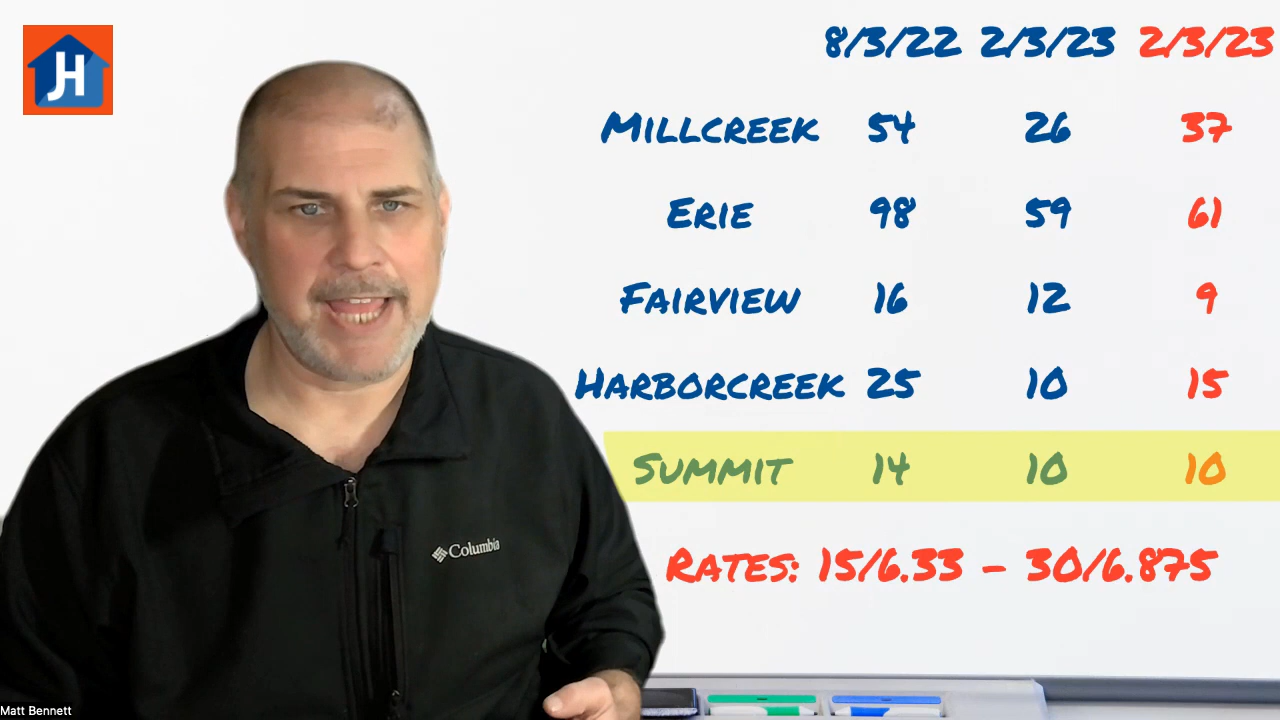 JH
8/3/22 2/3/23 2/3/23
MILLCREEK 54 26 37
ERIE 98 59 61
FAIRVIEW 16 12 9
HARBORCREEK 25 10 15
SUMMIT 14 10 10
Columbia
RATES: 15/6.33 - 30/6.875
Matt Bennett